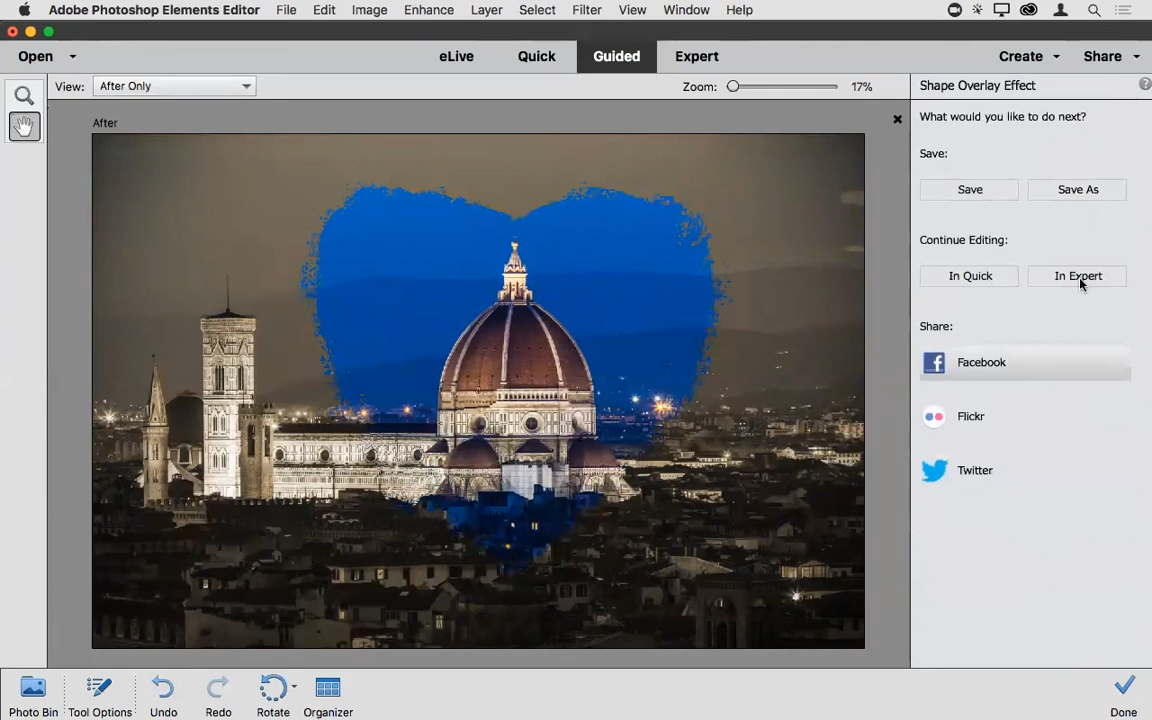 Adobe Photoshop Elements Editor File Edit Image Enhance Layer Select Filter View Window Help
Open eLive Quick Guided Expert Create Share
View: After Only Zoom: 17% Shape Overlay Effect ?
After
What would you like to do next?
Save:
Save Save As
Continue Editing:
In Quick In Expert
Share:
Facebook
Flickr
Twitter
Photo Bin Tool Options Undo Redo Rotate Organizer Done